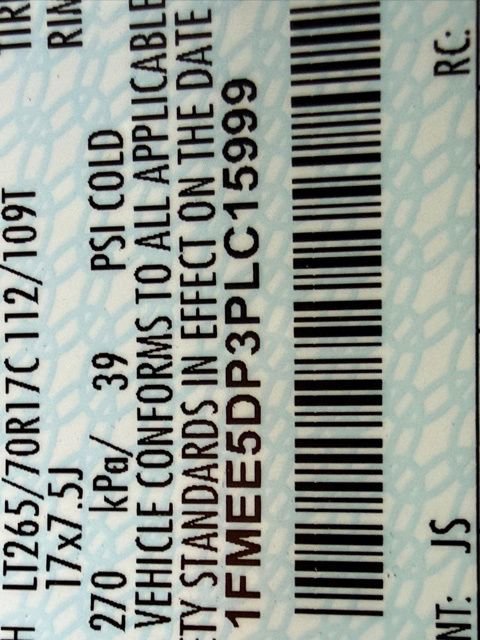 TIR
H LT265/70R17C 112/109T
RIM
17x7.5J
270 kPa/ 39 PSI COLD
VEHICLE CONFORMS TO ALL APPLICABLE
TY STANDARDS IN EFFECT ON THE DATE
1FMEE5DP3PLC15999
NT: JS RC: